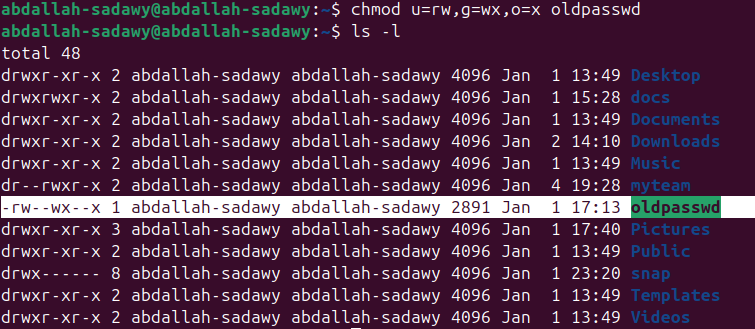 abdallah-sadawy@abdallah-sadawy:~$ chmod u=rw,g=wx,o=x oldpasswd
abdallah-sadawy@abdallah-sadawy:~$ ls -l
total 48
drwxr-xr-x 2 abdallah-sadawy abdallah-sadawy 4096 Jan  1 13:49 Desktop
drwxrwxr-x 2 abdallah-sadawy abdallah-sadawy 4096 Jan  1 15:28 docs
drwxr-xr-x 2 abdallah-sadawy abdallah-sadawy 4096 Jan  1 13:49 Documents
drwxr-xr-x 2 abdallah-sadawy abdallah-sadawy 4096 Jan  2 14:10 Downloads
drwxr-xr-x 2 abdallah-sadawy abdallah-sadawy 4096 Jan  1 13:49 Music
dr--rwxr-x 2 abdallah-sadawy abdallah-sadawy 4096 Jan  4 19:28 myteam
-rw--wx--x 1 abdallah-sadawy abdallah-sadawy 2891 Jan  1 17:13 oldpasswd
drwxr-xr-x 3 abdallah-sadawy abdallah-sadawy 4096 Jan  1 17:40 Pictures
drwxr-xr-x 2 abdallah-sadawy abdallah-sadawy 4096 Jan  1 13:49 Public
drwx------ 8 abdallah-sadawy abdallah-sadawy 4096 Jan  1 23:20 snap
drwxr-xr-x 2 abdallah-sadawy abdallah-sadawy 4096 Jan  1 13:49 Templates
drwxr-xr-x 2 abdallah-sadawy abdallah-sadawy 4096 Jan  1 13:49 Videos